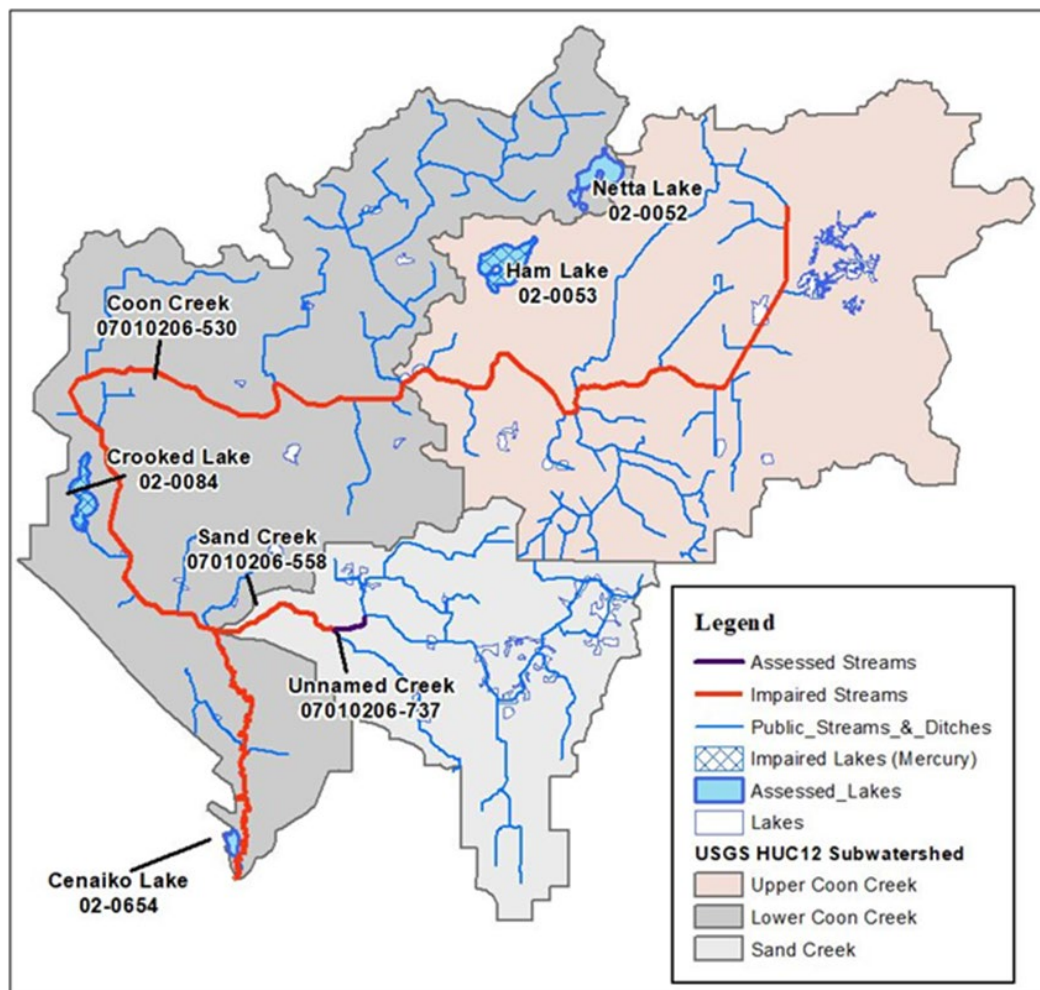 Netta Lake
02-0052
Ham Lake
02-0053
Coon Creek
07010206-530
Crooked Lake
02-0084
Sand Creek
07010206-558
Unnamed Creek
07010206-737
Cenaiko Lake
02-0654
Legend
Assessed Streams
Impaired Streams
Public_Streams_&_Ditches
Impaired Lakes (Mercury)
Assessed_Lakes
Lakes
USGS HUC12 Subwatershed
Upper Coon Creek
Lower Coon Creek
Sand Creek